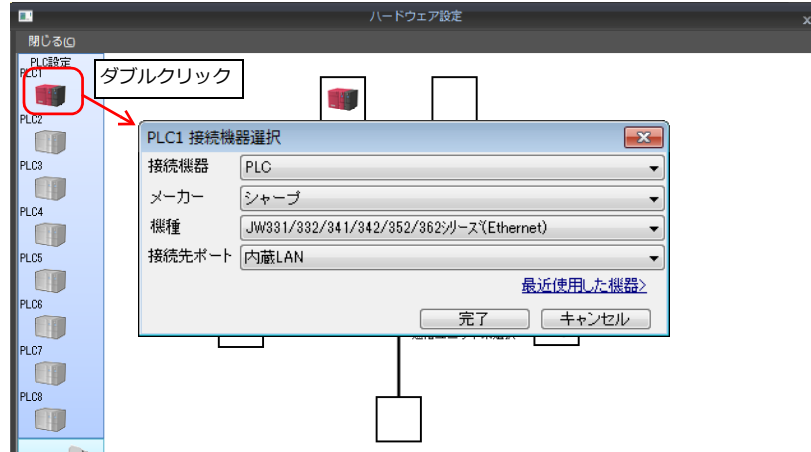 ハードウェア設定
閉じる(C)
PLC設定
PLC1
ダブルクリック
PLC2
PLC3
PLC4
PLC5
PLC6
PLC7
PLC8
PLC1 接続機器選択
接続機器 PLC
メーカー シャープ
機種 JW331/332/341/342/352/362シリーズ(Ethernet)
接続先ポート 内蔵LAN
最近使用した機器>
完了 キャンセル